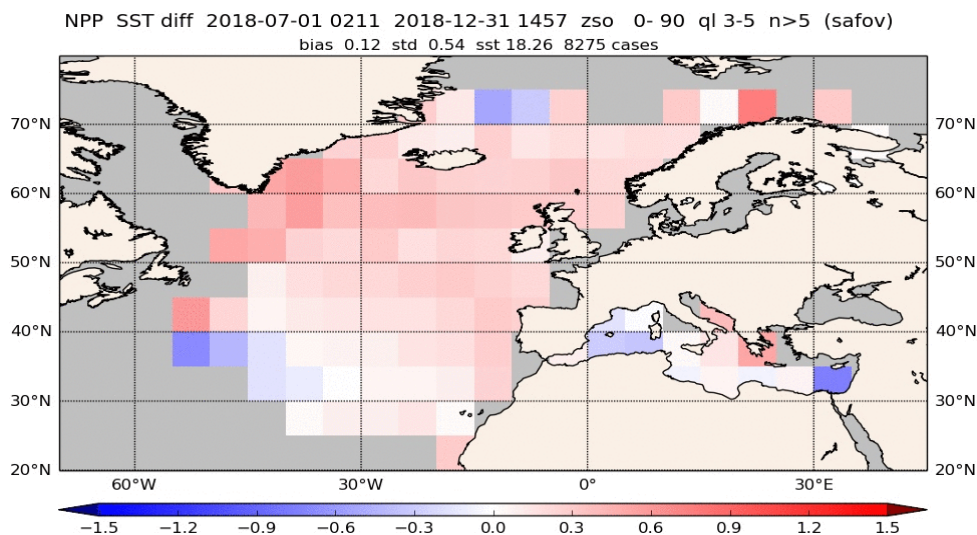 NPP SST diff 2018-07-01 0211 2018-12-31 1457 zso 0- 90 ql 3-5 n>5 (safov)
bias 0.12 std 0.54 sst 18.26 8275 cases
70°N 70°N
60°N 60°N
50°N 50°N
40°N 40°N
30°N 30°N
20°N 20°N
60°W 30°W 0° 30°E
−1.5 −1.2 −0.9 −0.6 −0.3 0.0 0.3 0.6 0.9 1.2 1.5